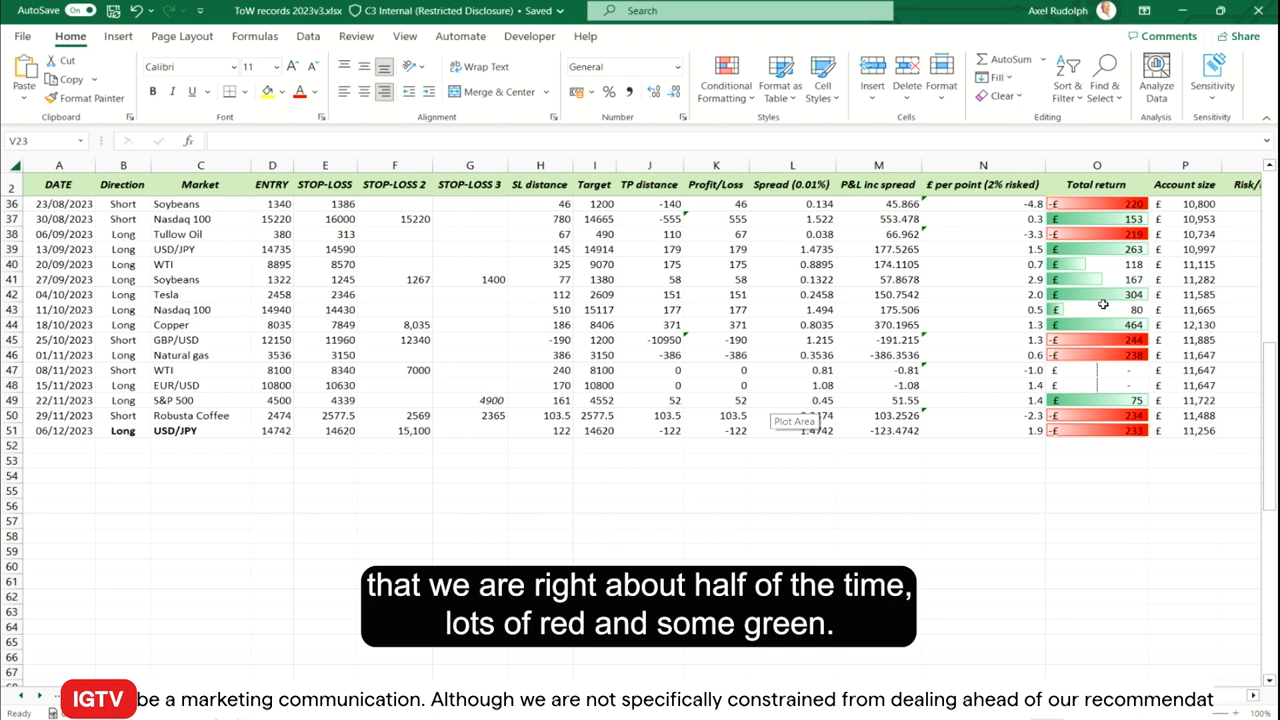 AutoSave On ToW records 2023v3.xlsx C3 Internal (Restricted Disclosure) • Saved Search Axel Rudolph
File Home Insert Page Layout Formulas Data Review View Automate Developer Help Comments Share
Paste Cut Copy Format Painter Calibri 11 Wrap Text Merge & Center General Conditional Formatting Format as Table Cell Styles Insert Delete Format AutoSum Fill Clear Sort & Filter Find & Select Analyze Data Sensitivity
Clipboard Font Alignment Number Styles Cells Editing Analysis Sensitivity
V23 fx
A B C D E F G H I J K L M N O P
2 DATE Direction Market ENTRY STOP-LOSS STOP-LOSS 2 STOP-LOSS 3 SL distance Target TP distance Profit/Loss Spread (0.01%) P&L inc spread £ per point (2% risked) Total return Account size
36 23/08/2023 Short Soybeans 1340 1386 46 1200 -140 46 0.134 45.866 -4.8 -£ 220 £ 10,800
37 30/08/2023 Short Nasdaq 100 15220 16000 15220 780 14665 -555 555 1.522 553.478 0.3 £ 153 £ 10,953
38 06/09/2023 Long Tullow Oil 380 313 67 490 110 67 0.038 66.962 -3.3 -£ 219 £ 10,734
39 13/09/2023 Long USD/JPY 14735 14590 145 14914 179 179 1.4735 177.5265 1.5 £ 263 £ 10,997
40 20/09/2023 Long WTI 8895 8570 325 9070 175 175 0.8895 174.1105 0.7 £ 118 £ 11,115
41 27/09/2023 Long Soybeans 1322 1245 1267 1400 77 1380 58 58 0.1322 57.8678 2.9 £ 167 £ 11,282
42 04/10/2023 Long Tesla 2458 2346 112 2609 151 151 0.2458 150.7542 2.0 £ 304 £ 11,585
43 11/10/2023 Long Nasdaq 100 14940 14430 510 15117 177 177 1.494 175.506 0.5 £ 80 £ 11,665
44 18/10/2023 Long Copper 8035 7849 8,035 186 8406 371 371 0.8035 370.1965 1.3 £ 464 £ 12,130
45 25/10/2023 Short GBP/USD 12150 11960 12340 -190 1200 -10950 -190 1.215 -191.215 1.3 -£ 244 £ 11,885
46 01/11/2023 Long Natural gas 3536 3150 386 3150 -386 -386 0.3536 -386.3536 0.6 -£ 238 £ 11,647
47 08/11/2023 Short WTI 8100 8340 7000 240 8100 0 0 0.81 -0.81 -1.0 £ - £ 11,647
48 15/11/2023 Long EUR/USD 10800 10630 170 10800 0 0 1.08 -1.08 1.4 £ - £ 11,647
49 22/11/2023 Long S&P 500 4500 4339 4900 161 4552 52 52 0.45 51.55 1.4 £ 75 £ 11,722
50 29/11/2023 Short Robusta Coffee 2474 2577.5 2569 2365 103.5 2577.5 103.5 103.5 103.2526 -2.3 -£ 234 £ 11,488
Plot Area
51 06/12/2023 Long USD/JPY 14742 14620 15,100 122 14620 -122 -122 1.4742 -123.4742 1.9 -£ 233 £ 11,256
52
53
54
55
56
57
58
59
60
61
62
63
64
65
66
67
that we are right about half of the time,
lots of red and some green.
IGTV be a marketing communication. Although we are not specifically constrained from dealing ahead of our recommendat
Ready 100%